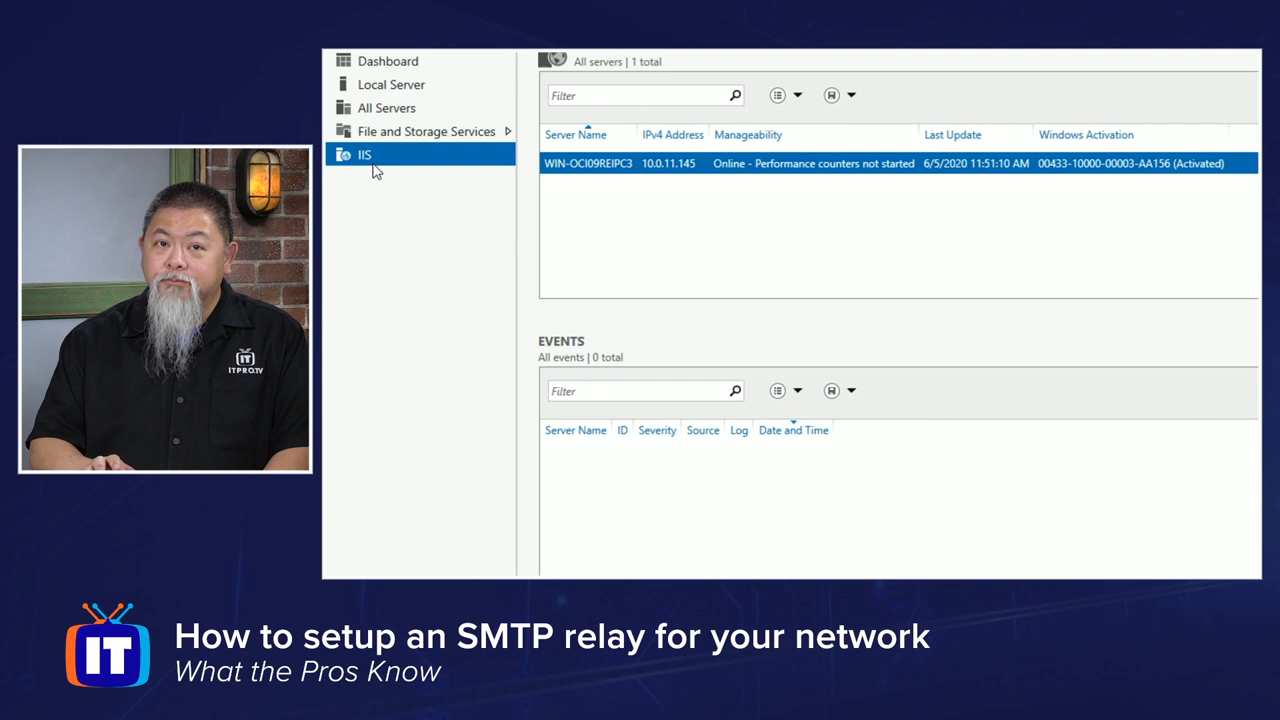 Dashboard
Local Server
All Servers
File and Storage Services
IIS
All servers | 1 total
Filter
Server Name IPv4 Address Manageability Last Update Windows Activation
WIN-OCI09REIPC3 10.0.11.145 Online - Performance counters not started 6/5/2020 11:51:10 AM 00433-10000-00003-AA156 (Activated)
EVENTS
All events | 0 total
Filter
Server Name ID Severity Source Log Date and Time
IT
ITPRO.TV
IT
How to setup an SMTP relay for your network
What the Pros Know